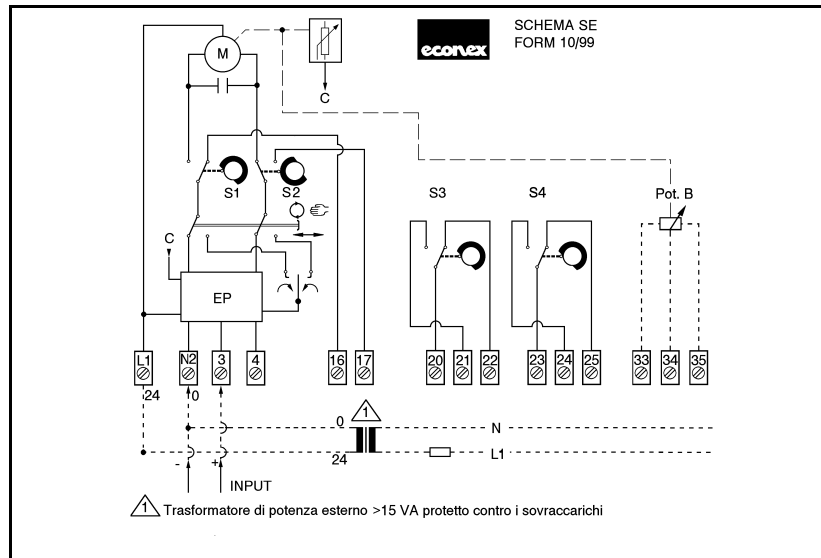 econex
SCHEMA SE
FORM 10/99
M
C
S1
S2
S3
S4
Pot. B
C
EP
L1
N2
3
4
16
17
20
21
22
23
24
25
33
34
35
24
0
0
1
N
24
L1
-
+
INPUT
1 Trasformatore di potenza esterno >15 VA protetto contro i sovraccarichi